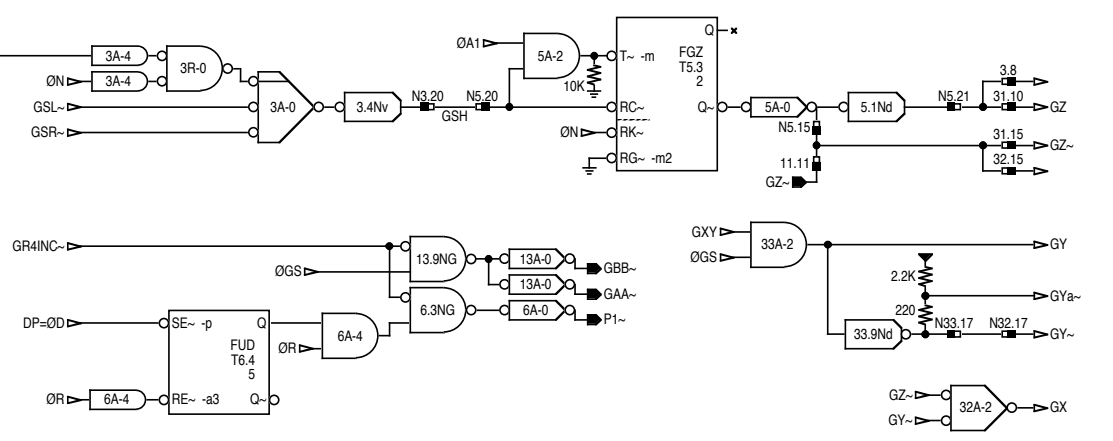 3A-4
ØN
3A-4
3R-0
GSL~
GSR~
3A-0
3.4Nv
N3.20
GSH
N5.20
ØA1
5A-2
10K
T~ -m
RC~
ØN
RK~
RG~ -m2
FGZ
T5.3
2
Q
Q~
5A-0
N5.15
11.11
GZ~
5.1Nd
N5.21
3.8
31.10
GZ
31.15
GZ~
32.15
GR4INC~
ØGS
13.9NG
13A-0
GBB~
13A-0
GAA~
6.3NG
6A-0
P1~
DP=ØD
SE~ -p
Q
FUD
T6.4
5
ØR
6A-4
ØR
6A-4
RE~ -a3
Q~
GXY
ØGS
33A-2
GY
2.2K
GYa~
220
33.9Nd
N33.17
N32.17
GY~
GZ~
GY~
32A-2
GX